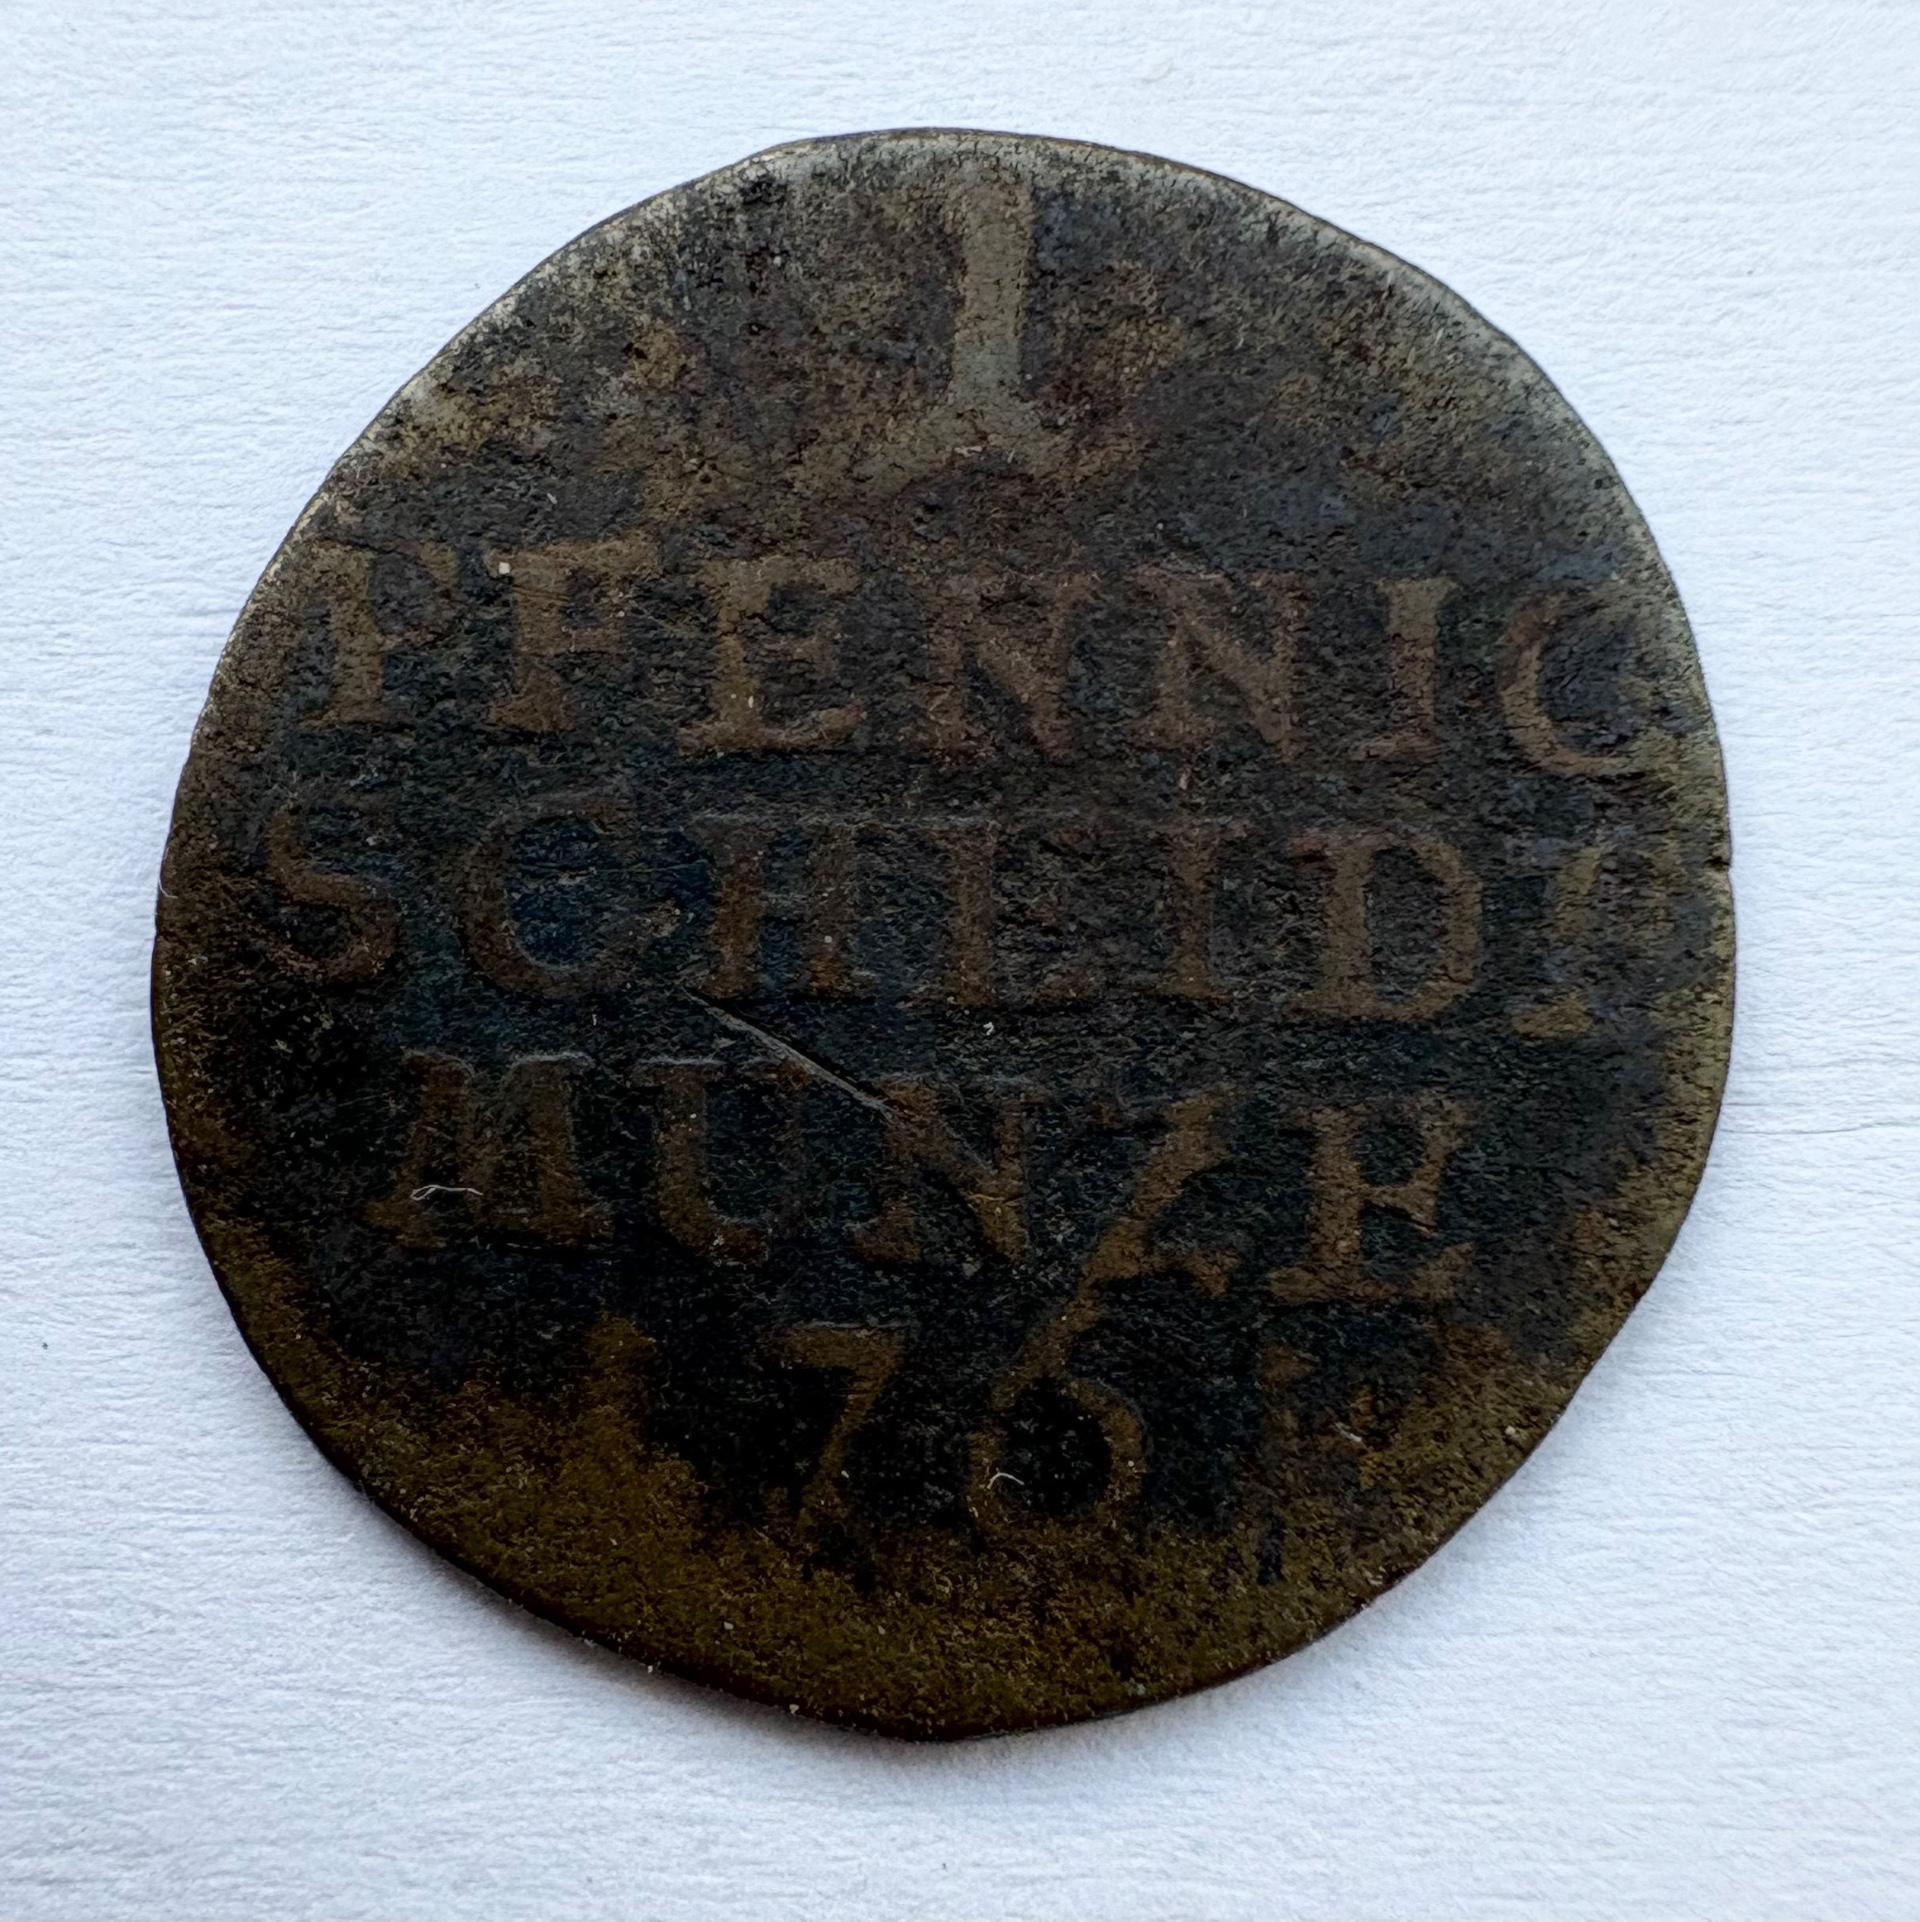 1
PFENNIG
SCHEIDE
MUNZE